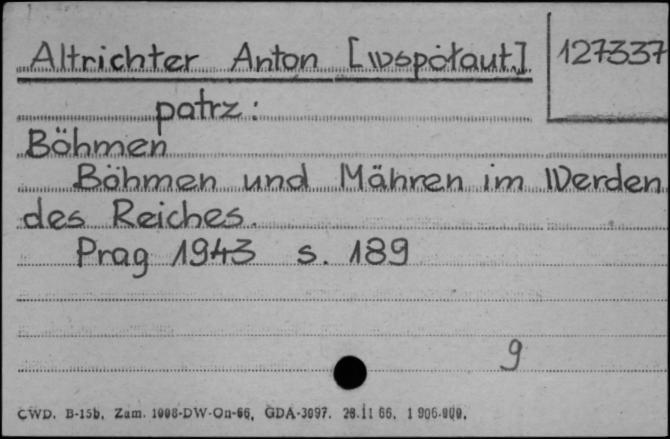 Altrichter Anton [współaut.] 127337
patrz:
Böhmen
Böhmen und Mähren im Werden
des Reiches.
Prag 1943 s. 189
9
CWD. B-15b. Zam. 1008-DW-On-66, GDA-3097. 28.11 66. 1 906.000.